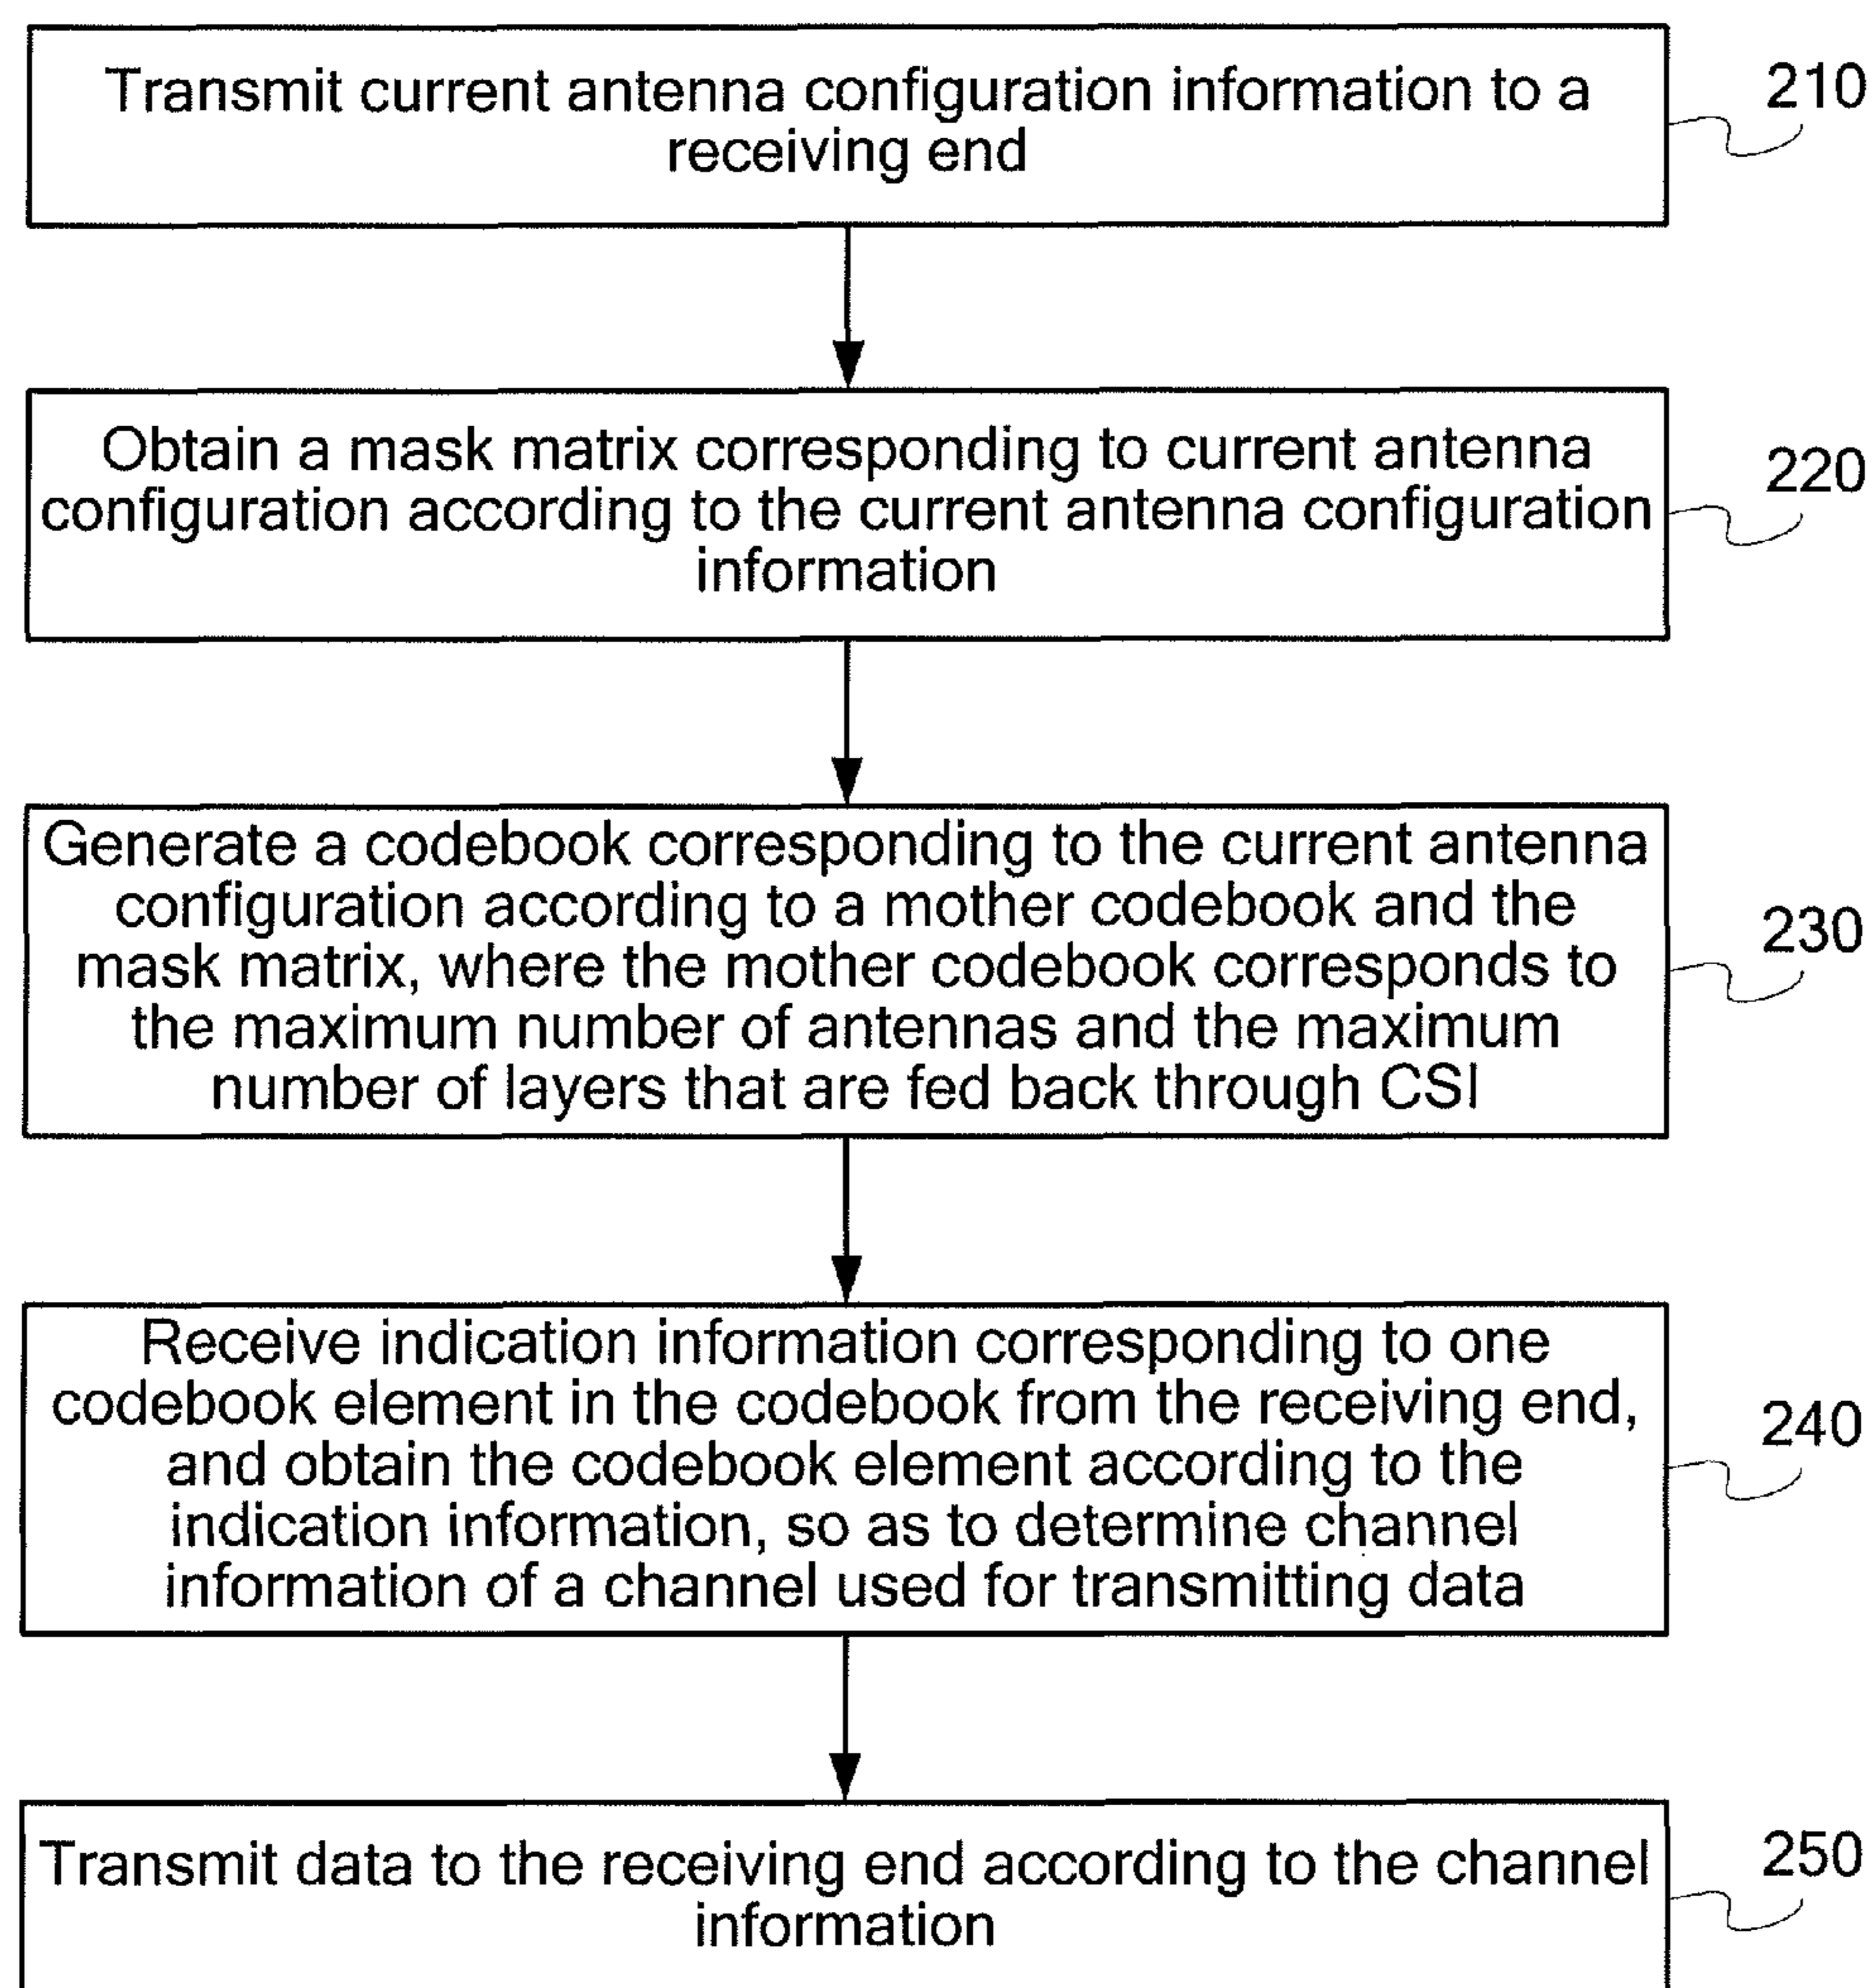 Transmit current antenna configuration information to a
receiving end
210
Obtain a mask matrix corresponding to current antenna
configuration according to the current antenna configuration
information
220
Generate a codebook corresponding to the current antenna
configuration according to a mother codebook and the
mask matrix, where the mother codebook corresponds to
the maximum number of antennas and the maximum
number of layers that are fed back through CSI
230
Receive indication information corresponding to one
codebook element in the codebook from the receiving end,
and obtain the codebook element according to the
indication information, so as to determine channel
information of a channel used for transmitting data
240
Transmit data to the receiving end according to the channel
information
250